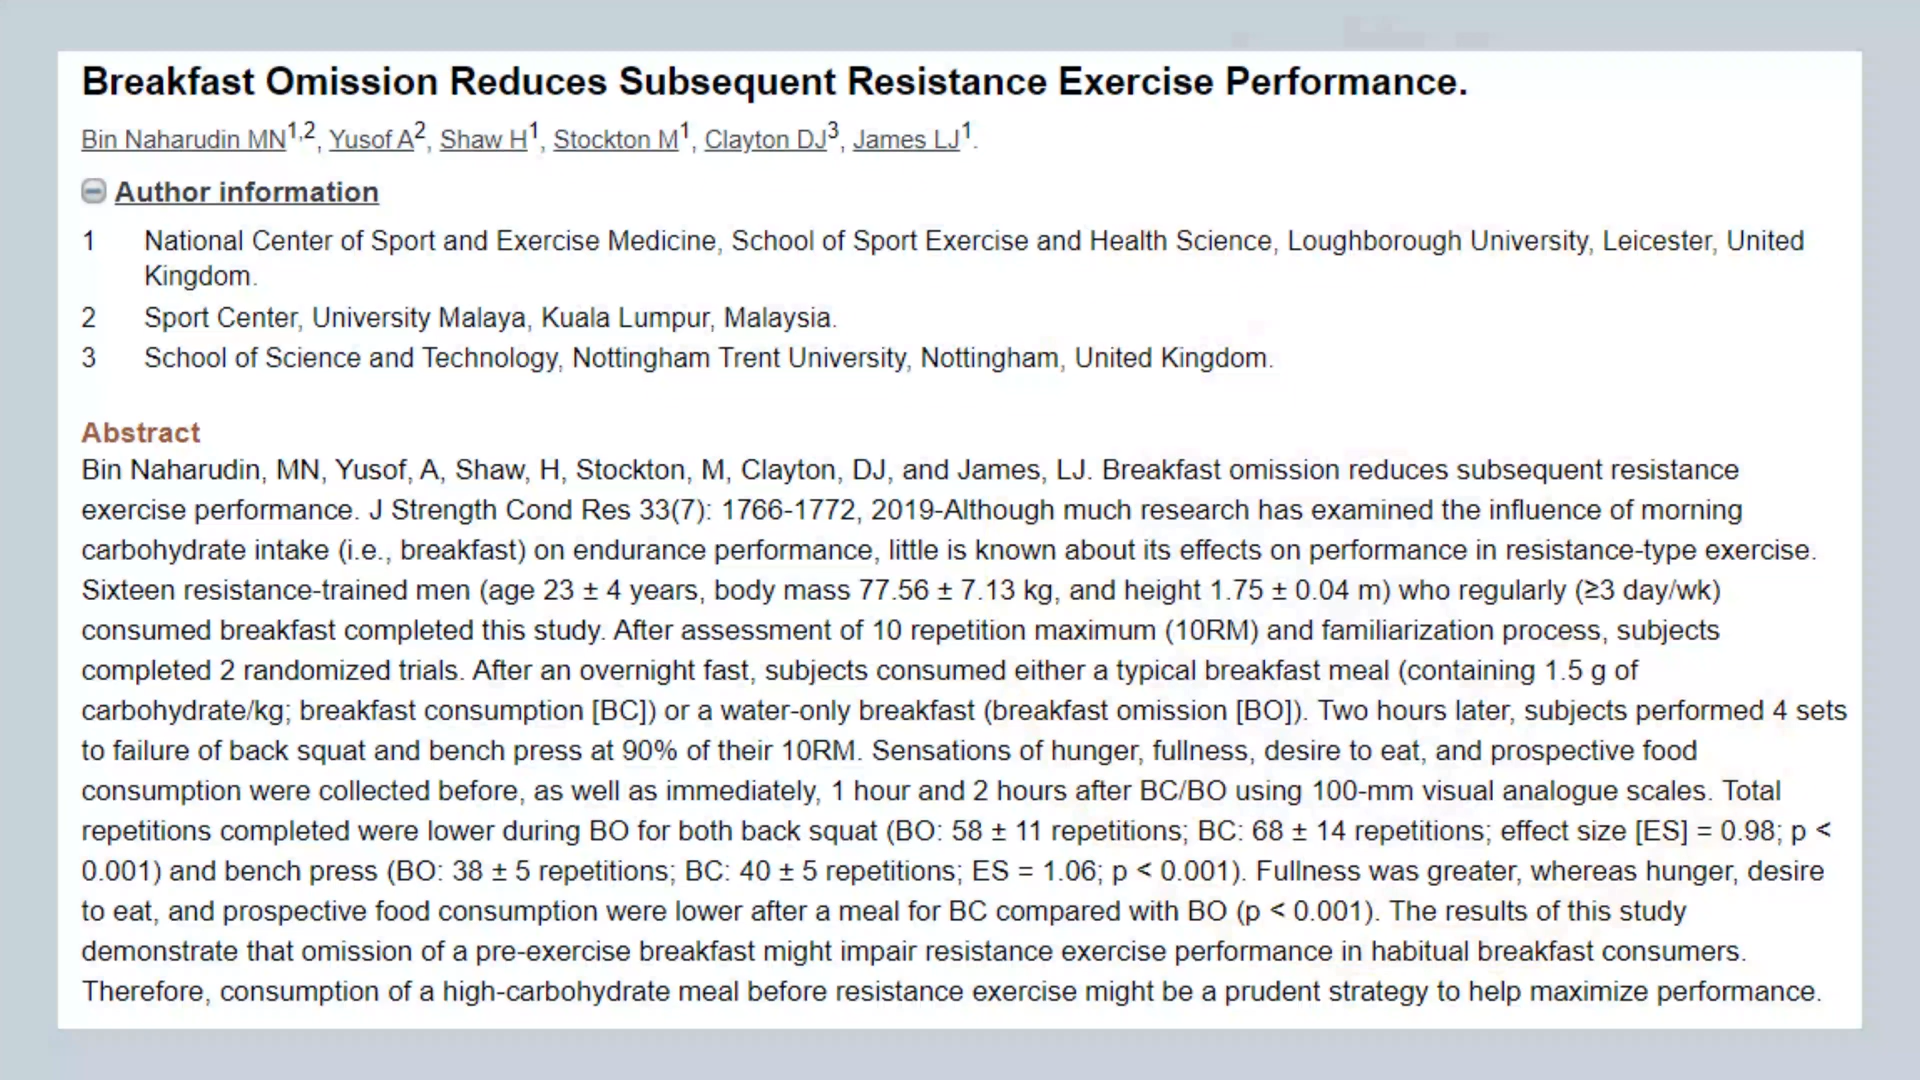 Breakfast Omission Reduces Subsequent Resistance Exercise Performance.
Bin Naharudin MN1,2, Yusof A2, Shaw H1, Stockton M1, Clayton DJ3, James LJ1.
Author information
1 National Center of Sport and Exercise Medicine, School of Sport Exercise and Health Science, Loughborough University, Leicester, United
Kingdom.
2 Sport Center, University Malaya, Kuala Lumpur, Malaysia.
3 School of Science and Technology, Nottingham Trent University, Nottingham, United Kingdom.
Abstract
Bin Naharudin, MN, Yusof, A, Shaw, H, Stockton, M, Clayton, DJ, and James, LJ. Breakfast omission reduces subsequent resistance
exercise performance. J Strength Cond Res 33(7): 1766-1772, 2019-Although much research has examined the influence of morning
carbohydrate intake (i.e., breakfast) on endurance performance, little is known about its effects on performance in resistance-type exercise.
Sixteen resistance-trained men (age 23 ± 4 years, body mass 77.56 ± 7.13 kg, and height 1.75 ± 0.04 m) who regularly (≥3 day/wk)
consumed breakfast completed this study. After assessment of 10 repetition maximum (10RM) and familiarization process, subjects
completed 2 randomized trials. After an overnight fast, subjects consumed either a typical breakfast meal (containing 1.5 g of
carbohydrate/kg; breakfast consumption [BC]) or a water-only breakfast (breakfast omission [BO]). Two hours later, subjects performed 4 sets
to failure of back squat and bench press at 90% of their 10RM. Sensations of hunger, fullness, desire to eat, and prospective food
consumption were collected before, as well as immediately, 1 hour and 2 hours after BC/BO using 100-mm visual analogue scales. Total
repetitions completed were lower during BO for both back squat (BO: 58 ± 11 repetitions; BC: 68 ± 14 repetitions; effect size [ES] = 0.98; p <
0.001) and bench press (BO: 38 ± 5 repetitions; BC: 40 ± 5 repetitions; ES = 1.06; p < 0.001). Fullness was greater, whereas hunger, desire
to eat, and prospective food consumption were lower after a meal for BC compared with BO (p < 0.001). The results of this study
demonstrate that omission of a pre-exercise breakfast might impair resistance exercise performance in habitual breakfast consumers.
Therefore, consumption of a high-carbohydrate meal before resistance exercise might be a prudent strategy to help maximize performance.